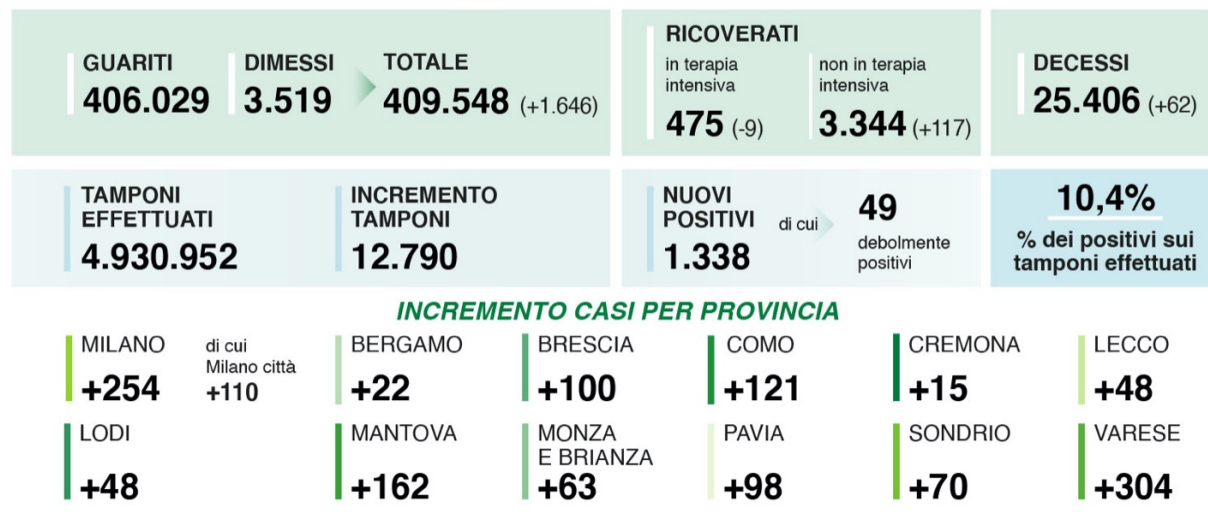 GUARITI
406.029
DIMESSI
3.519
TOTALE
409.548 (+1.646)
RICOVERATI
in terapia
intensiva
475 (-9)
non in terapia
intensiva
3.344 (+117)
DECESSI
25.406 (+62)
TAMPONI
EFFETTUATI
4.930.952
INCREMENTO
TAMPONI
12.790
NUOVI
POSITIVI
1.338
di cui
49
debolmente
positivi
10,4%
% dei positivi sui
tamponi effettuati
INCREMENTO CASI PER PROVINCIA
MILANO
+254
di cui
Milano città
+110
BERGAMO
+22
BRESCIA
+100
COMO
+121
CREMONA
+15
LECCO
+48
LODI
+48
MANTOVA
+162
MONZA
E BRIANZA
+63
PAVIA
+98
SONDRIO
+70
VARESE
+304